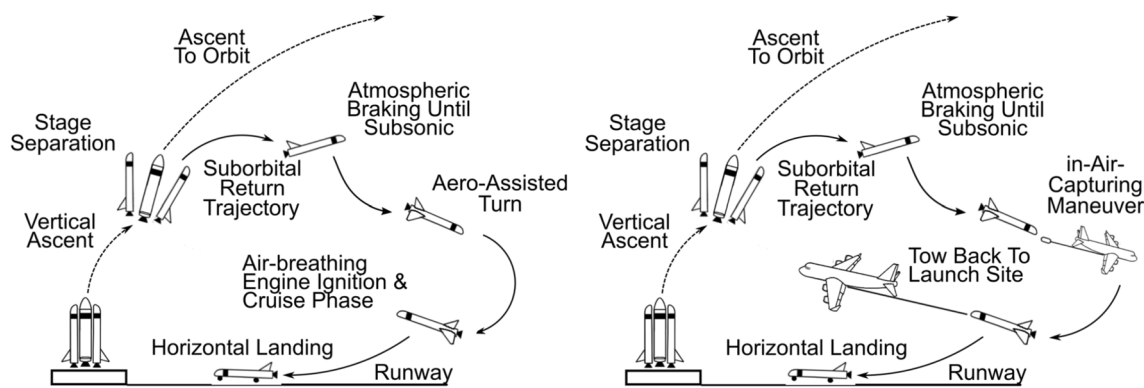 Ascent
To Orbit
Atmospheric
Braking Until
Subsonic
Stage
Separation
Suborbital
Return
Trajectory
Aero-Assisted
Turn
Vertical
Ascent
Air-breathing
Engine Ignition &
Cruise Phase
Horizontal Landing
Runway
Ascent
To Orbit
Atmospheric
Braking Until
Subsonic
Stage
Separation
Suborbital
Return
Trajectory
in-Air-
Capturing
Maneuver
Vertical
Ascent
Tow Back To
Launch Site
Horizontal Landing
Runway